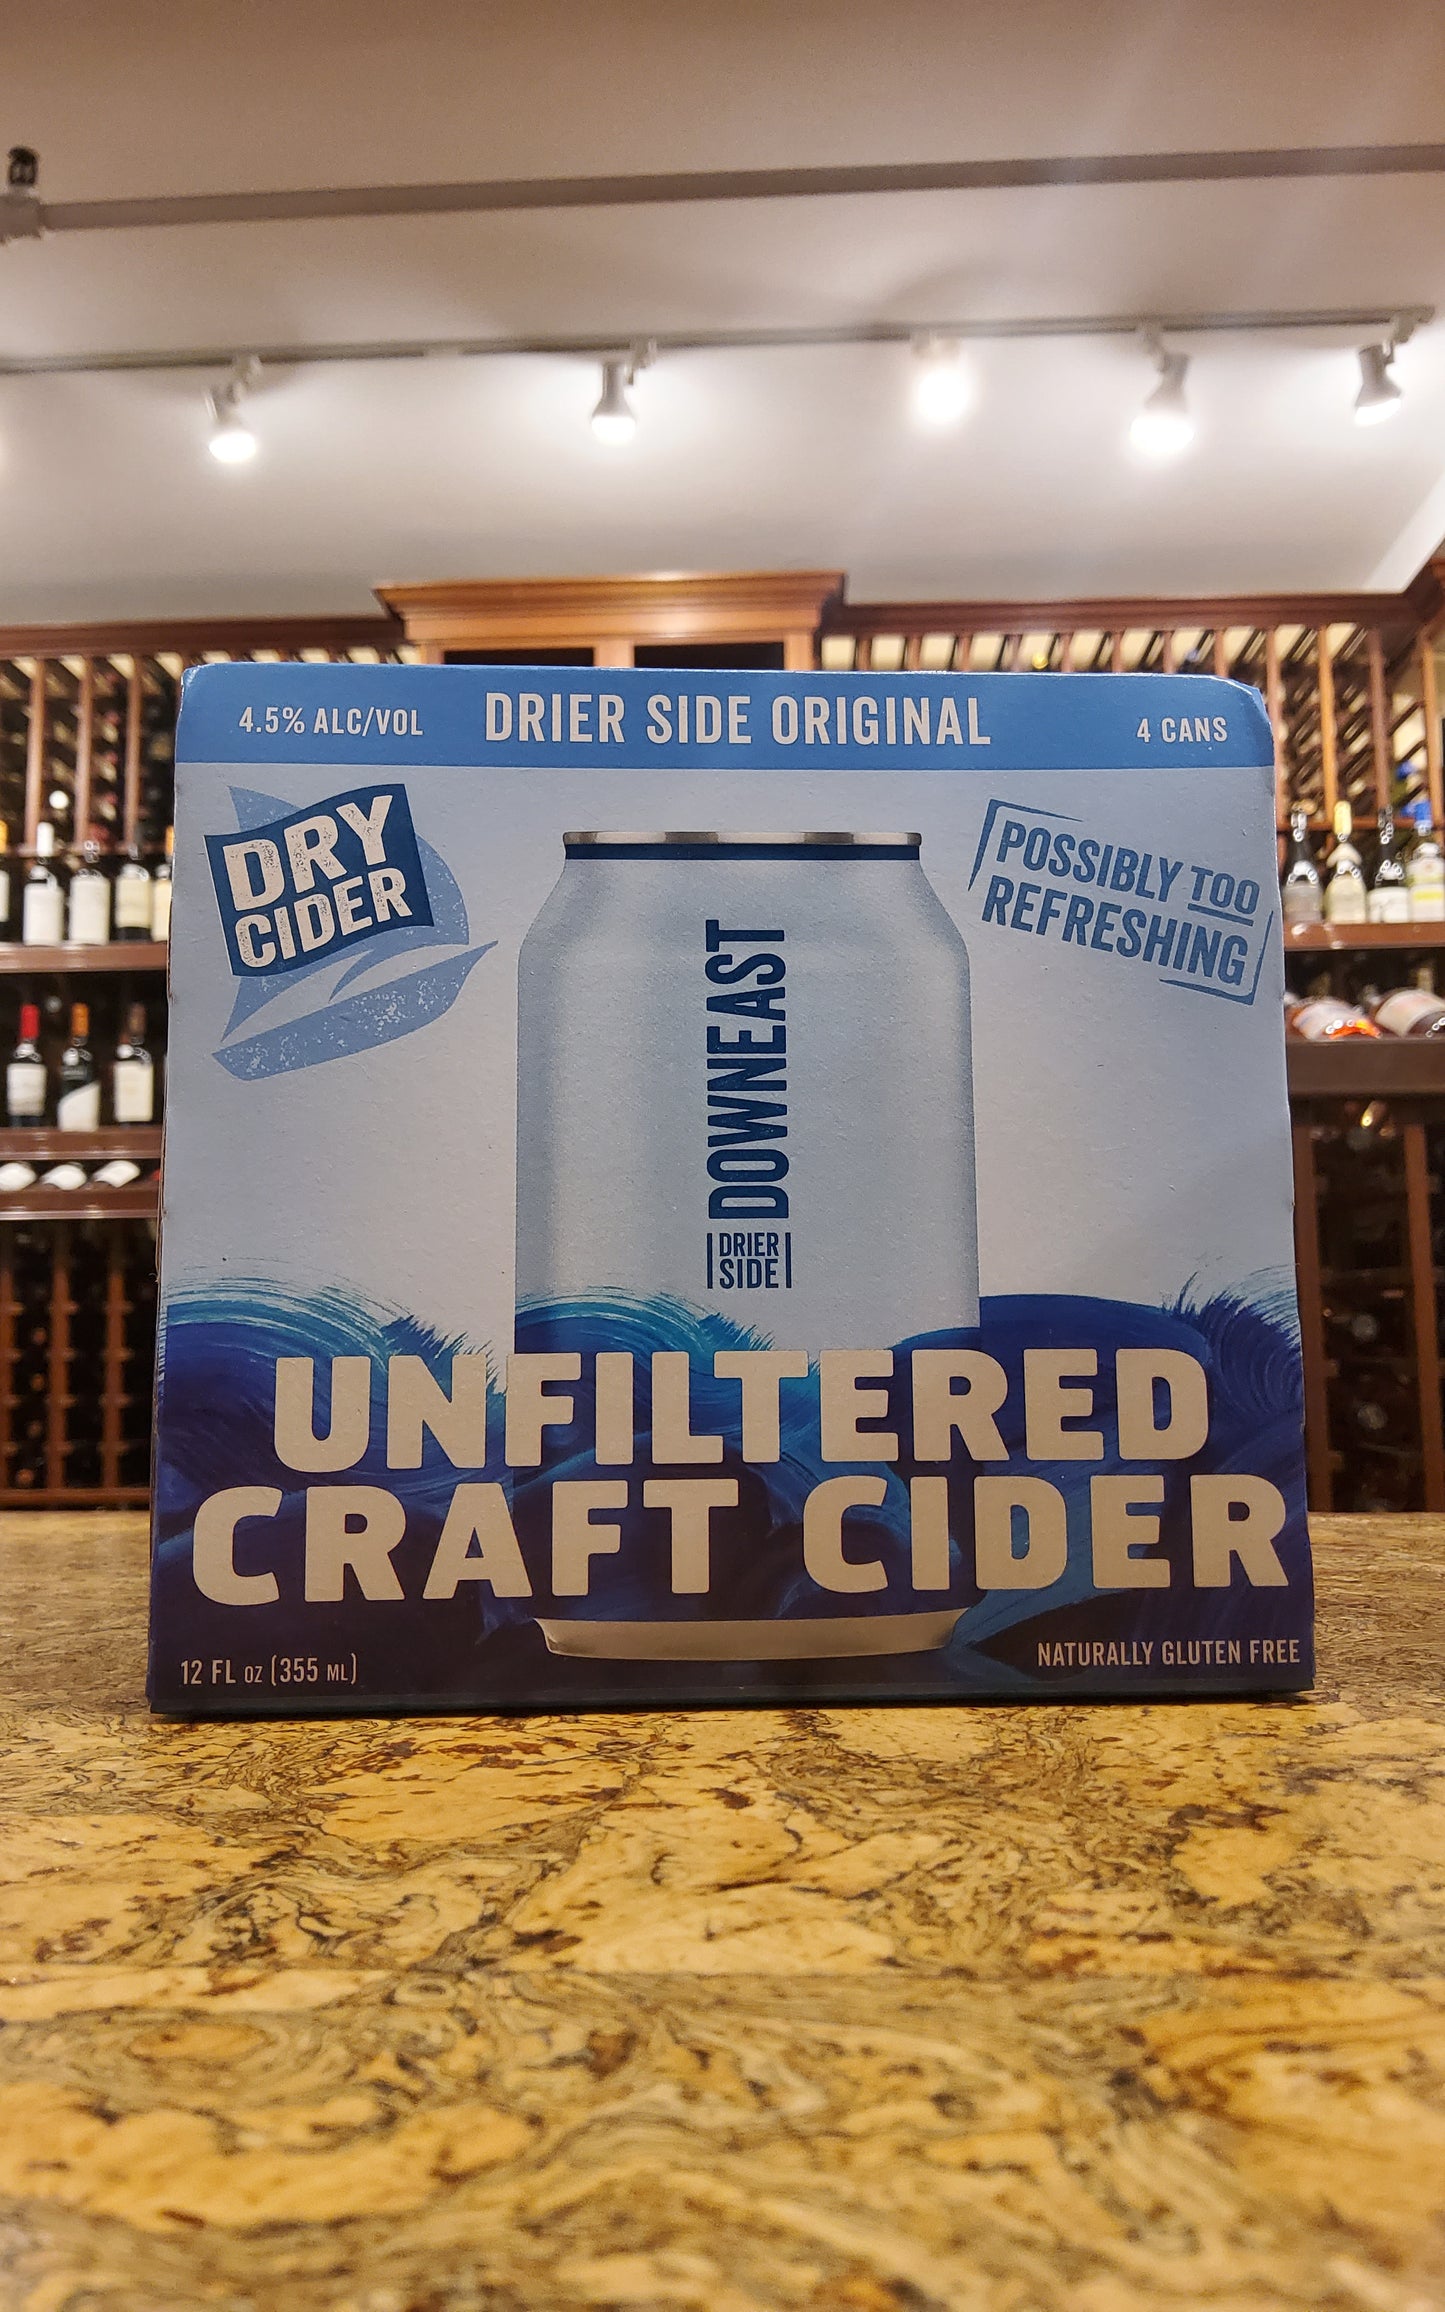 4.5% ALC/VOL
DRIER SIDE ORIGINAL
4 CANS
DRY
CIDER
POSSIBLY TOO
REFRESHING
DOWNEAST
DRIER
SIDE
UNFILTERED
CRAFT CIDER
12 FL OZ (355 ML)
NATURALLY GLUTEN FREE